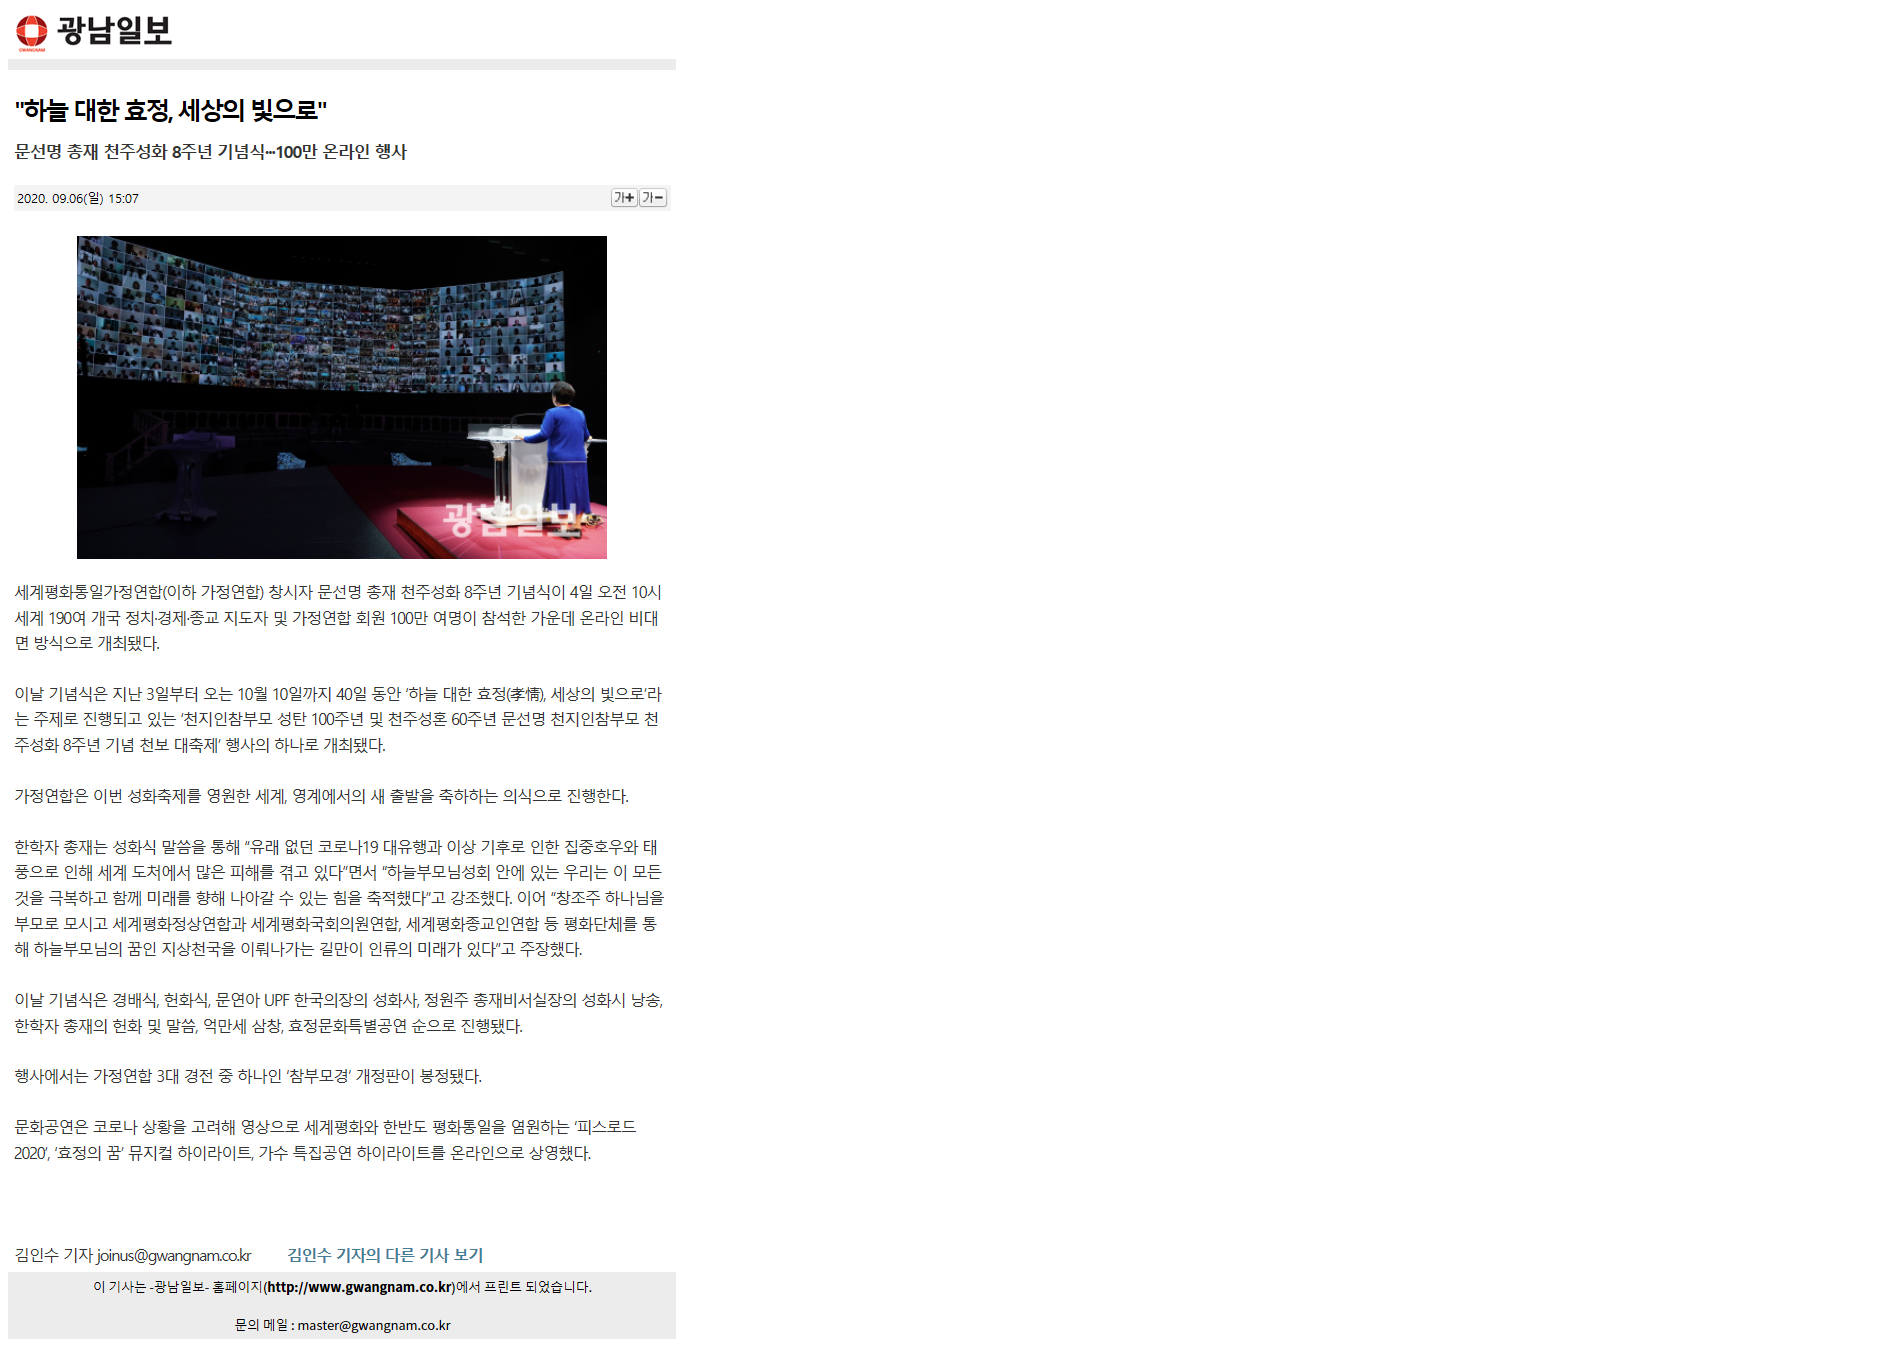 GWANGNAM
광남일보
"하늘 대한 효정, 세상의 빛으로"
문선명 총재 천주성화 8주년 기념식…100만 온라인 행사
2020. 09.06(일) 15:07
가+ 가-
광남일보
세계평화통일가정연합(이하 가정연합) 창시자 문선명 총재 천주성화 8주년 기념식이 4일 오전 10시
세계 190여 개국 정치·경제·종교 지도자 및 가정연합 회원 100만 여명이 참석한 가운데 온라인 비대
면 방식으로 개최됐다.
이날 기념식은 지난 3일부터 오는 10월 10일까지 40일 동안 ‘하늘 대한 효정(孝情), 세상의 빛으로’라
는 주제로 진행되고 있는 ‘천지인참부모 성탄 100주년 및 천주성혼 60주년 문선명 천지인참부모 천
주성화 8주년 기념 천보 대축제’ 행사의 하나로 개최됐다.
가정연합은 이번 성화축제를 영원한 세계, 영계에서의 새 출발을 축하하는 의식으로 진행한다.
한학자 총재는 성화식 말씀을 통해 “유래 없던 코로나19 대유행과 이상 기후로 인한 집중호우와 태
풍으로 인해 세계 도처에서 많은 피해를 겪고 있다”면서 “하늘부모님성회 안에 있는 우리는 이 모든
것을 극복하고 함께 미래를 향해 나아갈 수 있는 힘을 축적했다”고 강조했다. 이어 “창조주 하나님을
부모로 모시고 세계평화정상연합과 세계평화국회의원연합, 세계평화종교인연합 등 평화단체를 통
해 하늘부모님의 꿈인 지상천국을 이뤄나가는 길만이 인류의 미래가 있다”고 주장했다.
이날 기념식은 경배식, 헌화식, 문연아 UPF 한국의장의 성화사, 정원주 총재비서실장의 성화시 낭송,
한학자 총재의 헌화 및 말씀, 억만세 삼창, 효정문화특별공연 순으로 진행됐다.
행사에서는 가정연합 3대 경전 중 하나인 ‘참부모경’ 개정판이 봉정됐다.
문화공연은 코로나 상황을 고려해 영상으로 세계평화와 한반도 평화통일을 염원하는 ‘피스로드
2020’, ‘효정의 꿈’ 뮤지컬 하이라이트, 가수 특집공연 하이라이트를 온라인으로 상영했다.
김인수 기자 joinus@gwangnam.co.kr 김인수 기자의 다른 기사 보기
이 기사는 -광남일보- 홈페이지(http://www.gwangnam.co.kr)에서 프린트 되었습니다.
문의 메일 : master@gwangnam.co.kr